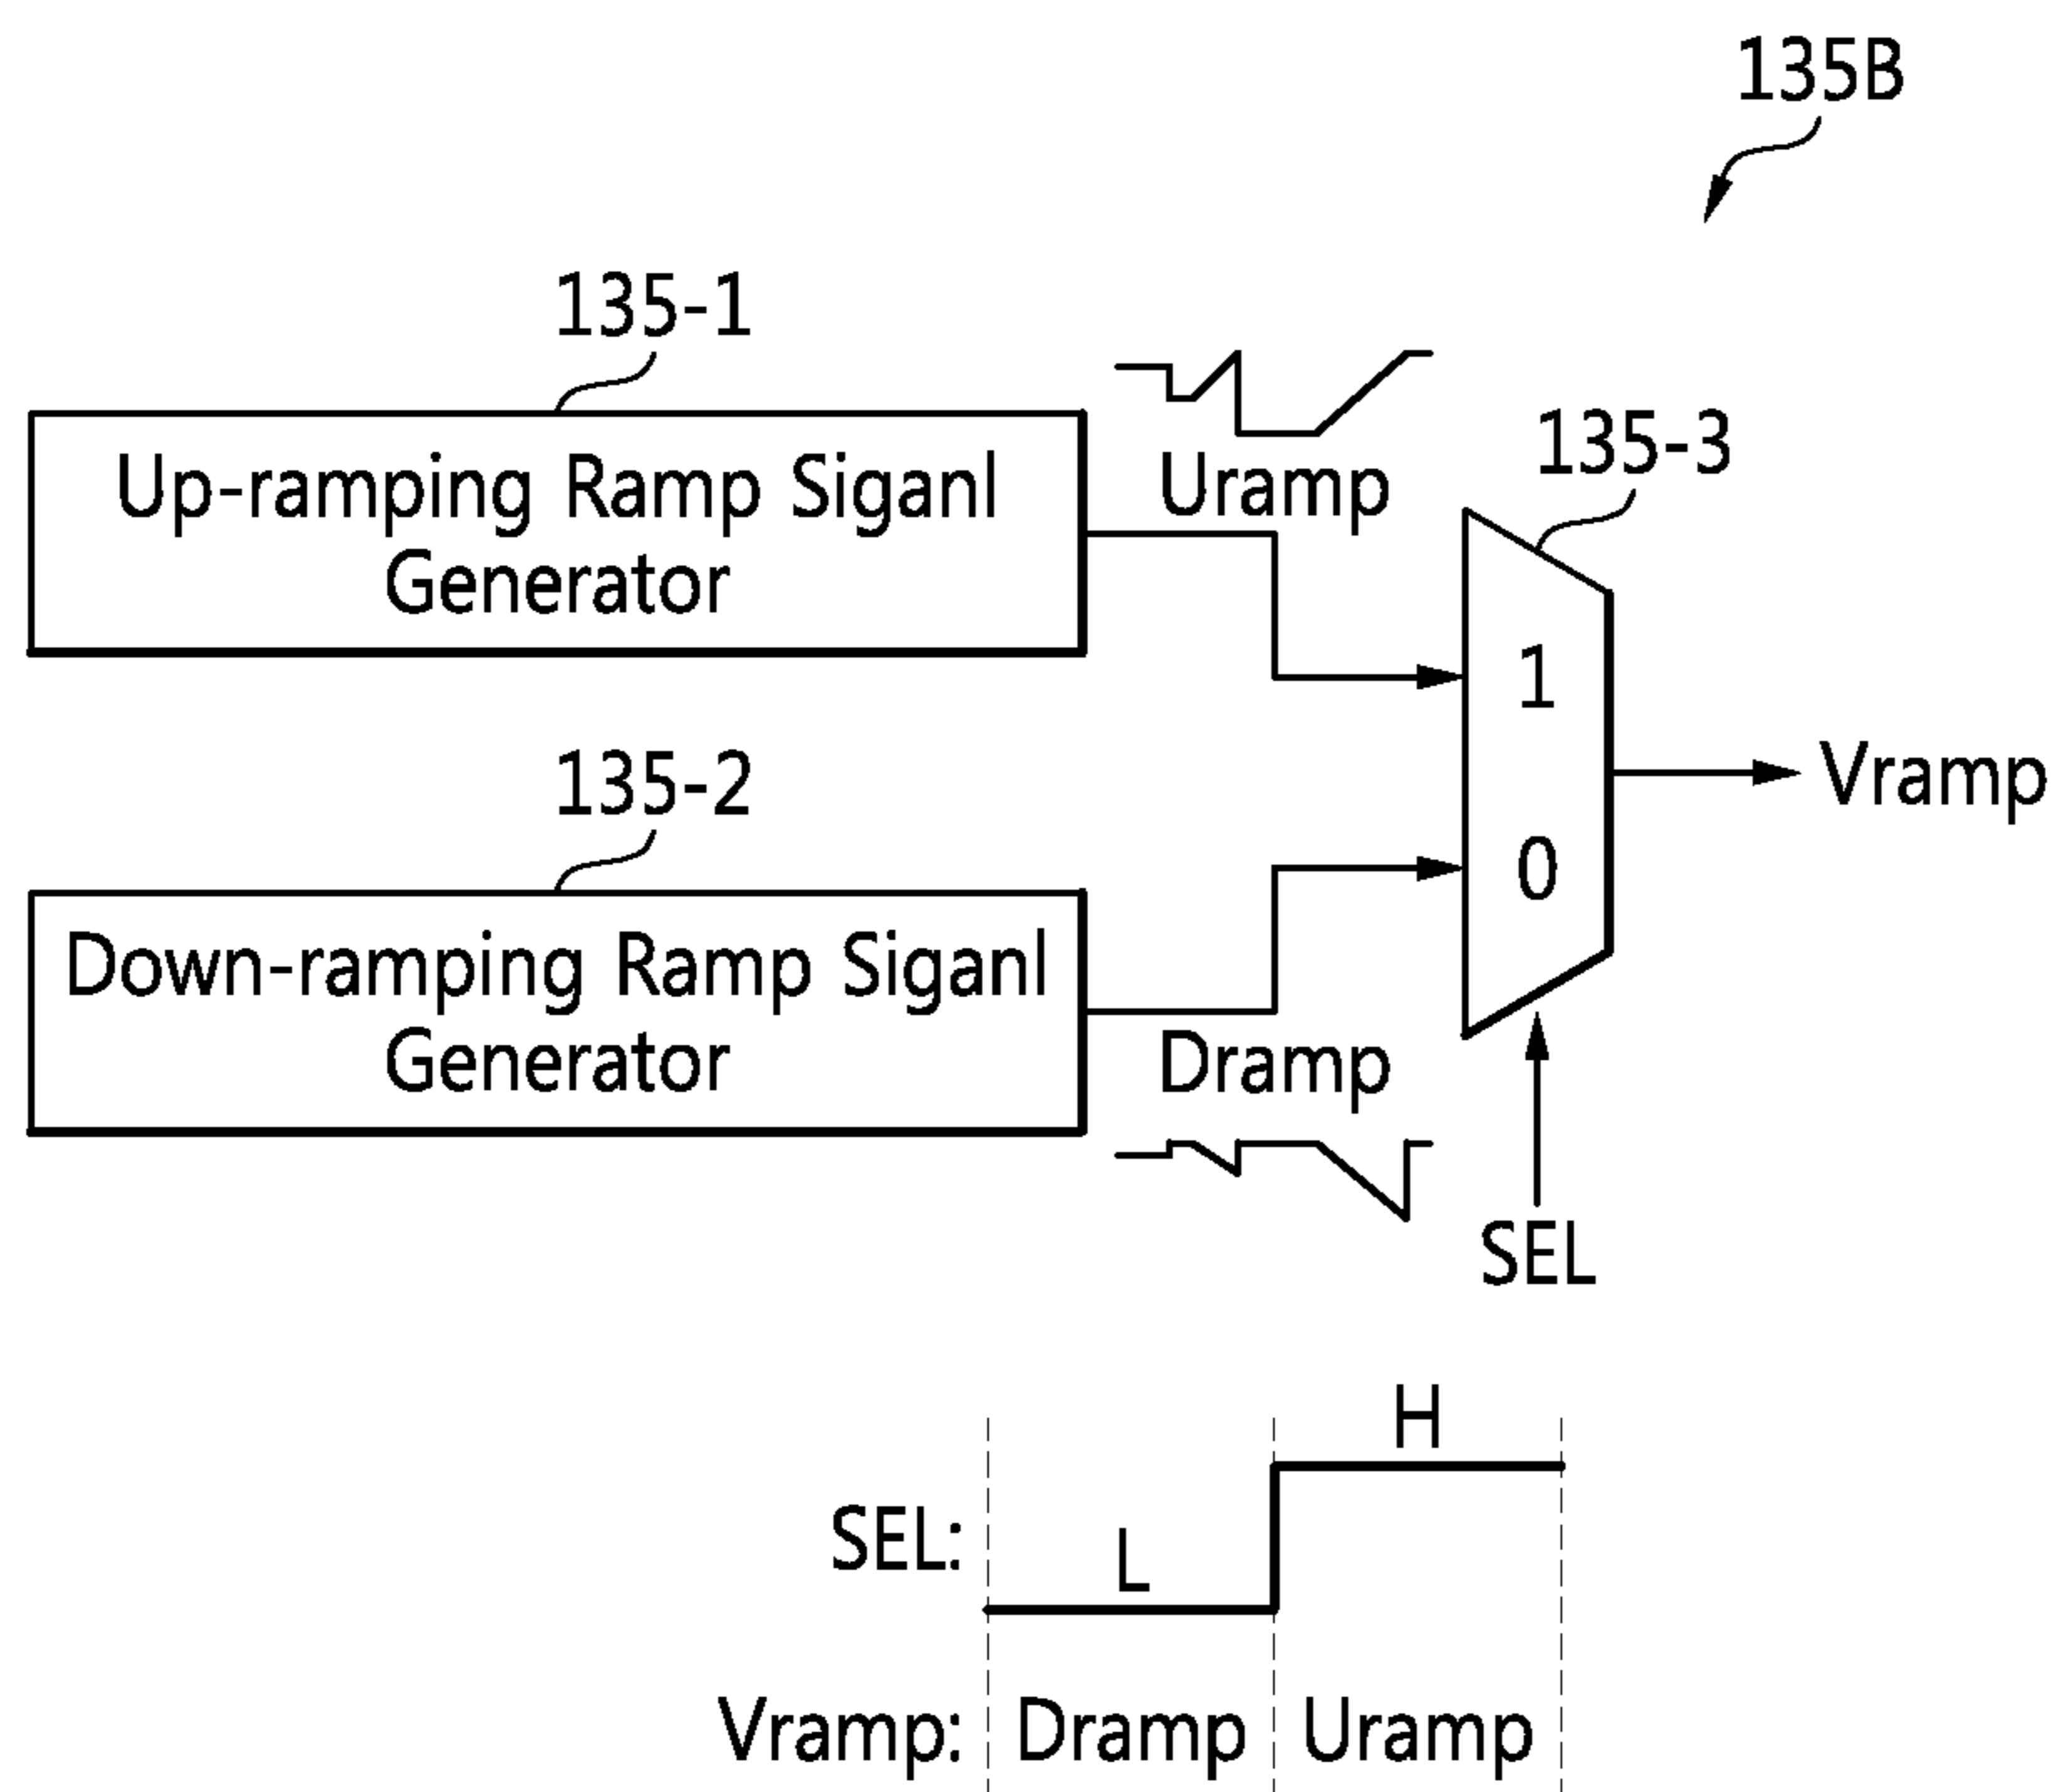 135B
135-1
Up-ramping Ramp Siganl
Generator
Uramp
135-3
1
0
Vramp
135-2
Down-ramping Ramp Siganl
Generator
Dramp
SEL
SEL: L H
Vramp: Dramp Uramp